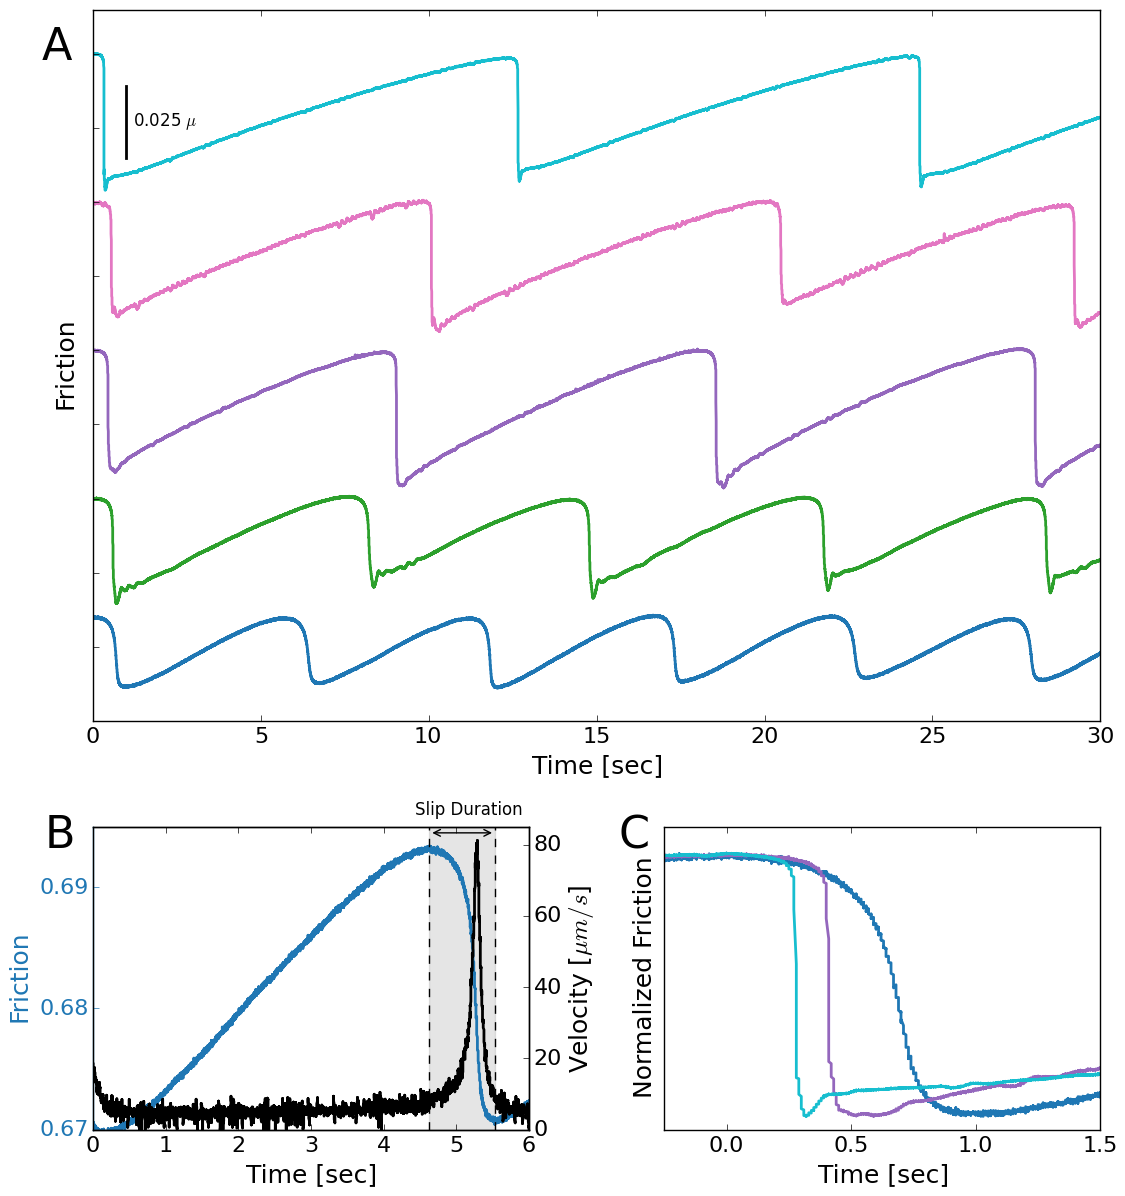 A
0.025 μ
Friction
0 5 10 15 20 25 30
Time [sec]
B
Slip Duration
Friction
0.69
0.68
0.67
80
60
40
20
0
Velocity [μm/s]
0 1 2 3 4 5 6
Time [sec]
C
Normalized Friction
0.0 0.5 1.0 1.5
Time [sec]